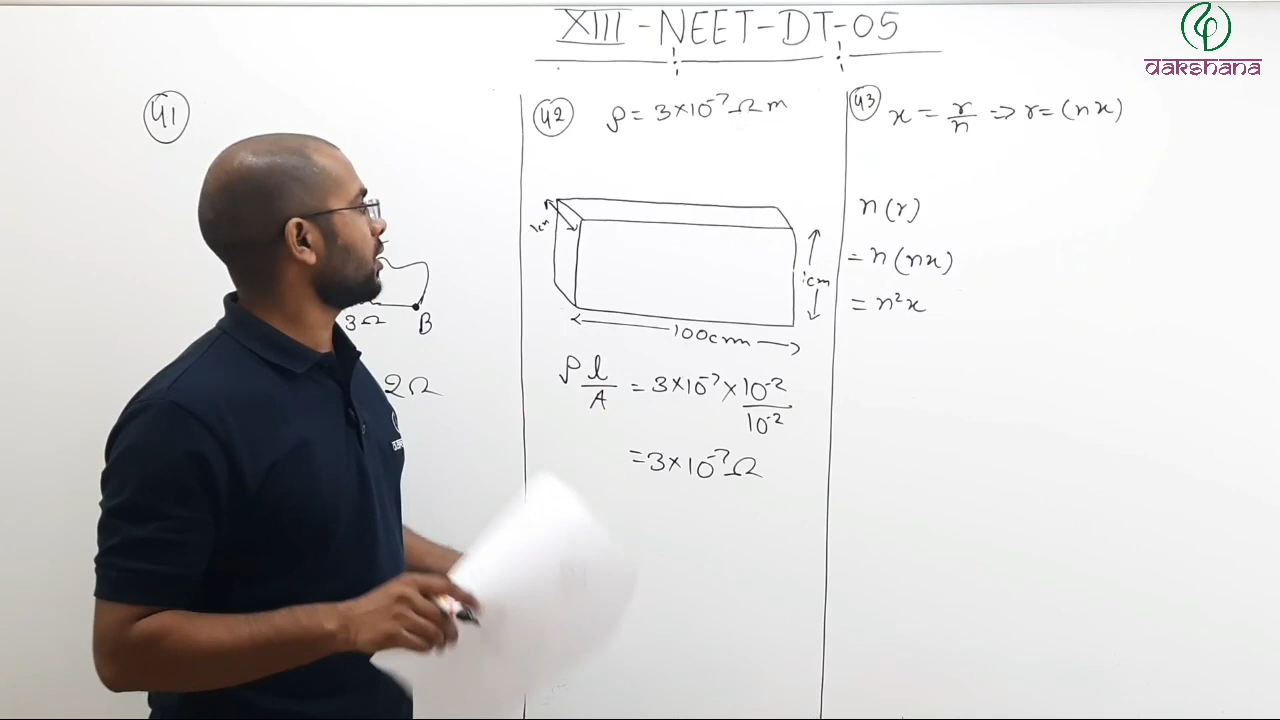 XIII - NEET - DT - 05
dakshana
41
3Ω
B
2Ω
42
ρ = 3×10⁻⁷ Ω m
1cm
1cm
100cm
ρ l/A = 3×10⁻⁷ × 10⁻²/10⁻²
= 3×10⁻⁷ Ω
43
x = r/n ⇒ r = (nx)
n(r)
= n(nx)
= n²x